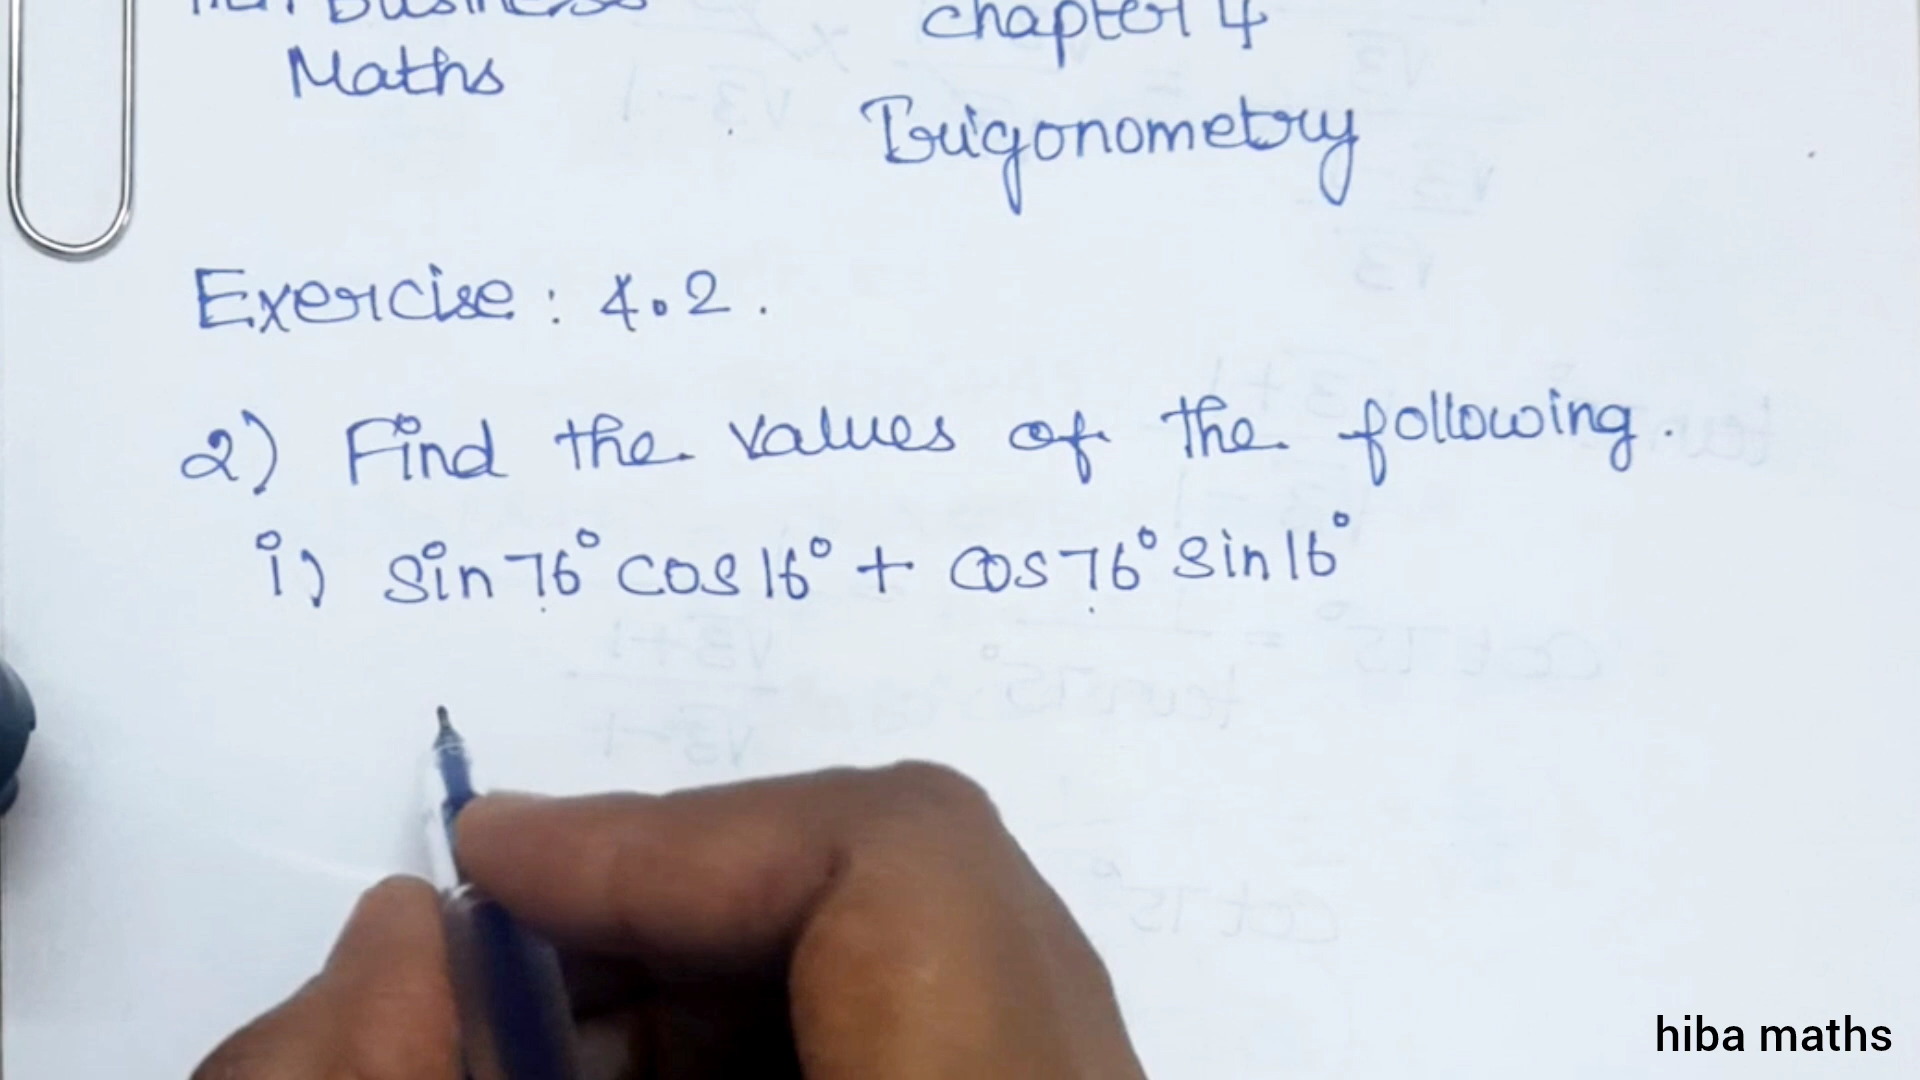 Business
Maths
Chapter 4
Trigonometry
Exercise: 4.2.
2) Find the values of the following.
i) Sin 76° cos 16° + cos 76° Sin 16°
hiba maths